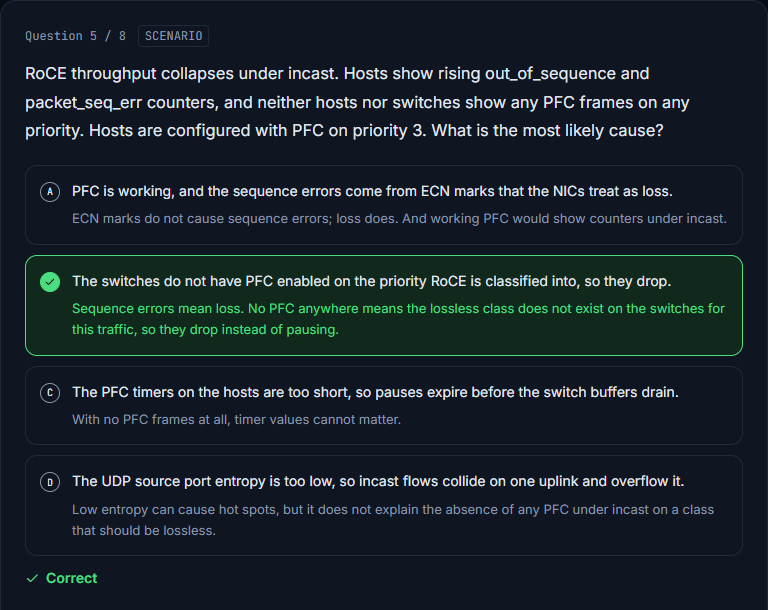 Question 5 / 8 SCENARIO
RoCE throughput collapses under incast. Hosts show rising out_of_sequence and
packet_seq_err counters, and neither hosts nor switches show any PFC frames on any
priority. Hosts are configured with PFC on priority 3. What is the most likely cause?
A PFC is working, and the sequence errors come from ECN marks that the NICs treat as loss.
ECN marks do not cause sequence errors; loss does. And working PFC would show counters under incast.
The switches do not have PFC enabled on the priority RoCE is classified into, so they drop.
Sequence errors mean loss. No PFC anywhere means the lossless class does not exist on the switches for
this traffic, so they drop instead of pausing.
C The PFC timers on the hosts are too short, so pauses expire before the switch buffers drain.
With no PFC frames at all, timer values cannot matter.
D The UDP source port entropy is too low, so incast flows collide on one uplink and overflow it.
Low entropy can cause hot spots, but it does not explain the absence of any PFC under incast on a class
that should be lossless.
Correct